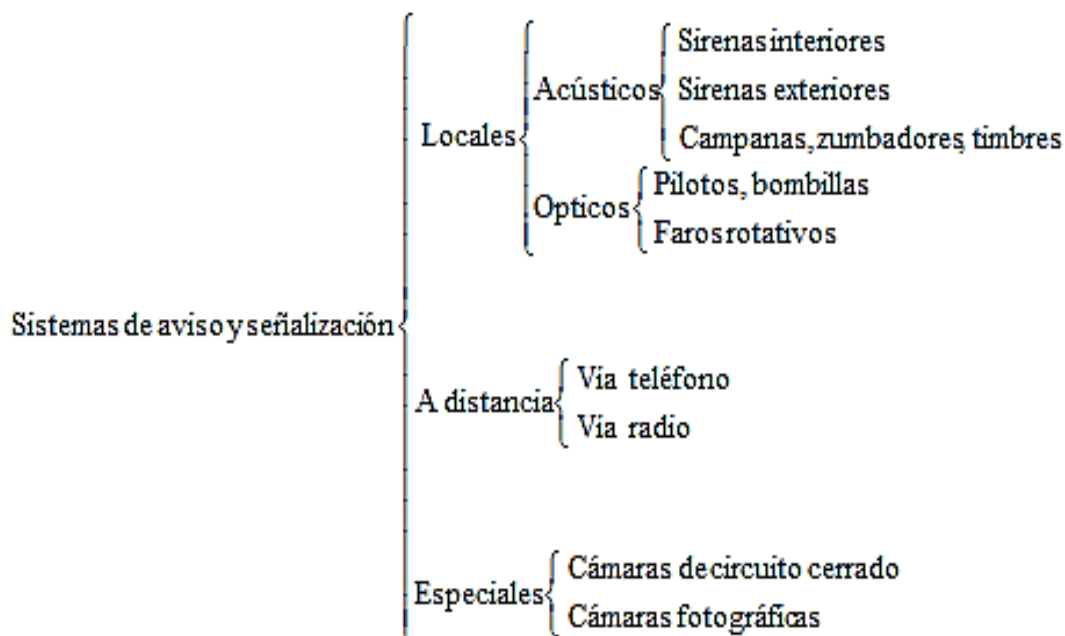 Sirenas interiores
Acústicos
Sirenas exteriores
Locales
Campanas, zumbadores, timbres
Pilotos, bombillas
Opticos
Faros rotativos
Sistemas de aviso y señalización
Vía teléfono
A distancia
Vía radio
Cámaras de circuito cerrado
Especiales
Cámaras fotográficas